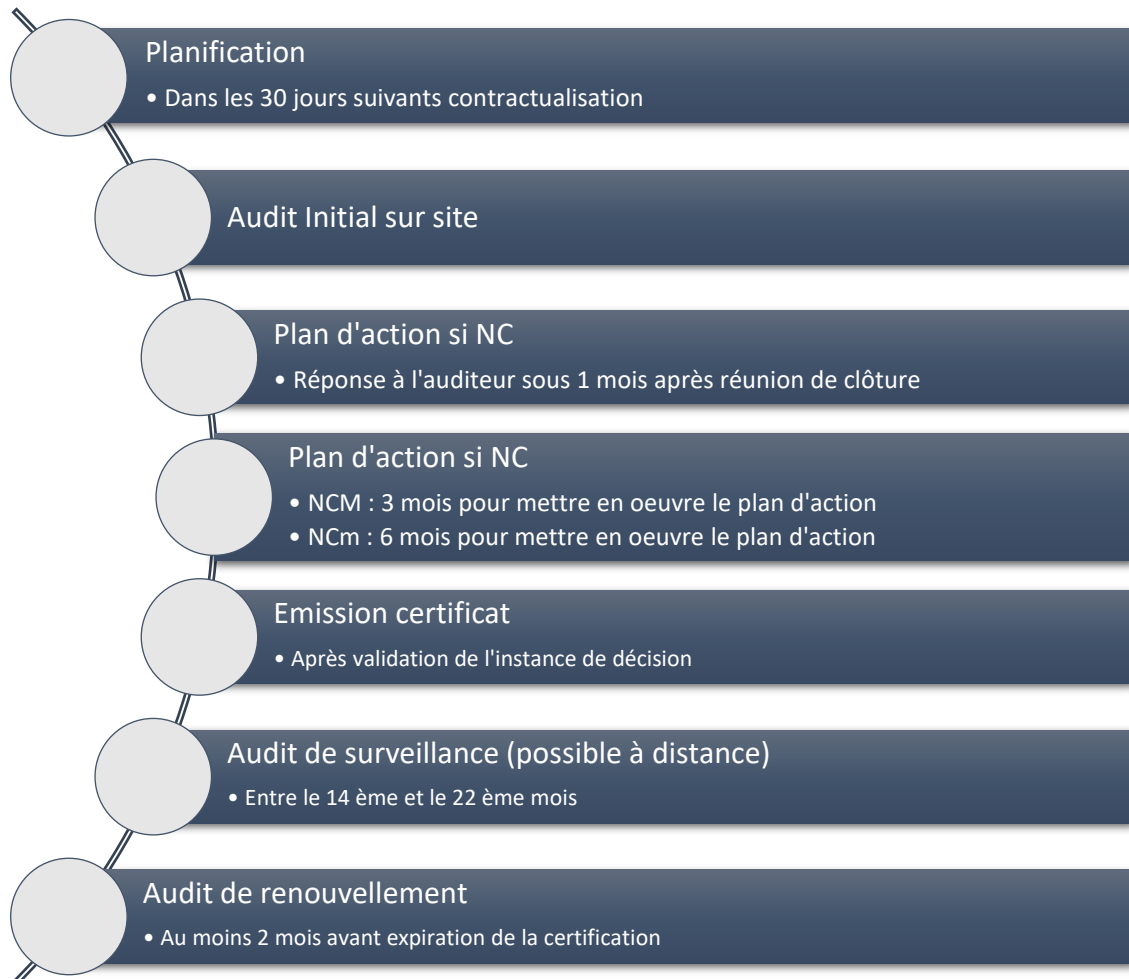 Planification
• Dans les 30 jours suivants contractualisation
Audit Initial sur site
Plan d'action si NC
• Réponse à l'auditeur sous 1 mois après réunion de clôture
Plan d'action si NC
• NCM : 3 mois pour mettre en oeuvre le plan d'action
• NCm : 6 mois pour mettre en oeuvre le plan d'action
Emission certificat
• Après validation de l'instance de décision
Audit de surveillance (possible à distance)
• Entre le 14 ème et le 22 ème mois
Audit de renouvellement
• Au moins 2 mois avant expiration de la certification